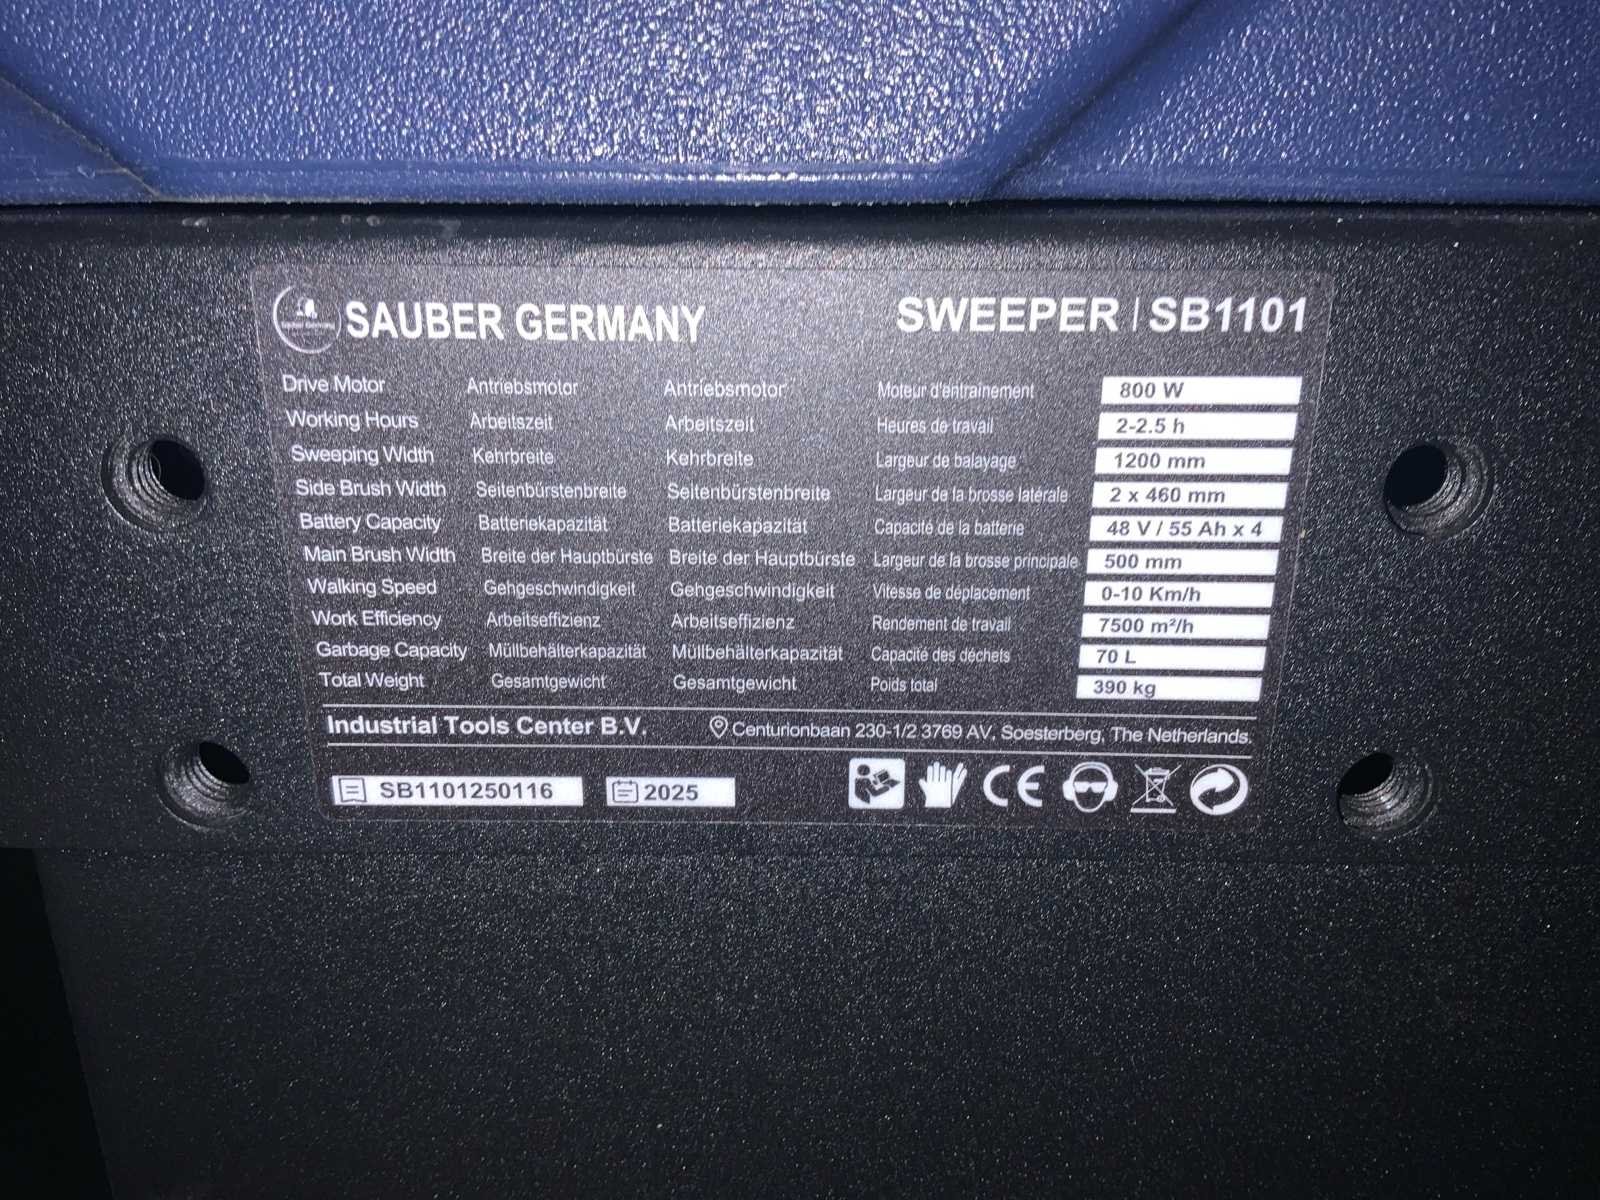 SAUBER GERMANY SWEEPER | SB1101
Drive Motor Antriebsmotor Antriebsmotor Moteur d'entraînement 800 W
Working Hours Arbeitszeit Arbeitszeit Heures de travail 2-2.5 h
Sweeping Width Kehrbreite Kehrbreite Largeur de balayage 1200 mm
Side Brush Width Seitenbürstenbreite Seitenbürstenbreite Largeur de la brosse latérale 2 x 460 mm
Battery Capacity Batteriekapazität Batteriekapazität Capacité de la batterie 48 V / 55 Ah x 4
Main Brush Width Breite der Hauptbürste Breite der Hauptbürste Largeur de la brosse principale 500 mm
Walking Speed Gehgeschwindigkeit Gehgeschwindigkeit Vitesse de déplacement 0-10 Km/h
Work Efficiency Arbeitseffizienz Arbeitseffizienz Rendement de travail 7500 m²/h
Garbage Capacity Müllbehälterkapazität Müllbehälterkapazität Capacité des déchets 70 L
Total Weight Gesamtgewicht Gesamtgewicht Poids total 390 kg
Industrial Tools Center B.V. Centurionbaan 230-1/2 3769 AV, Soesterberg, The Netherlands.
SB1101250116 2025 CE